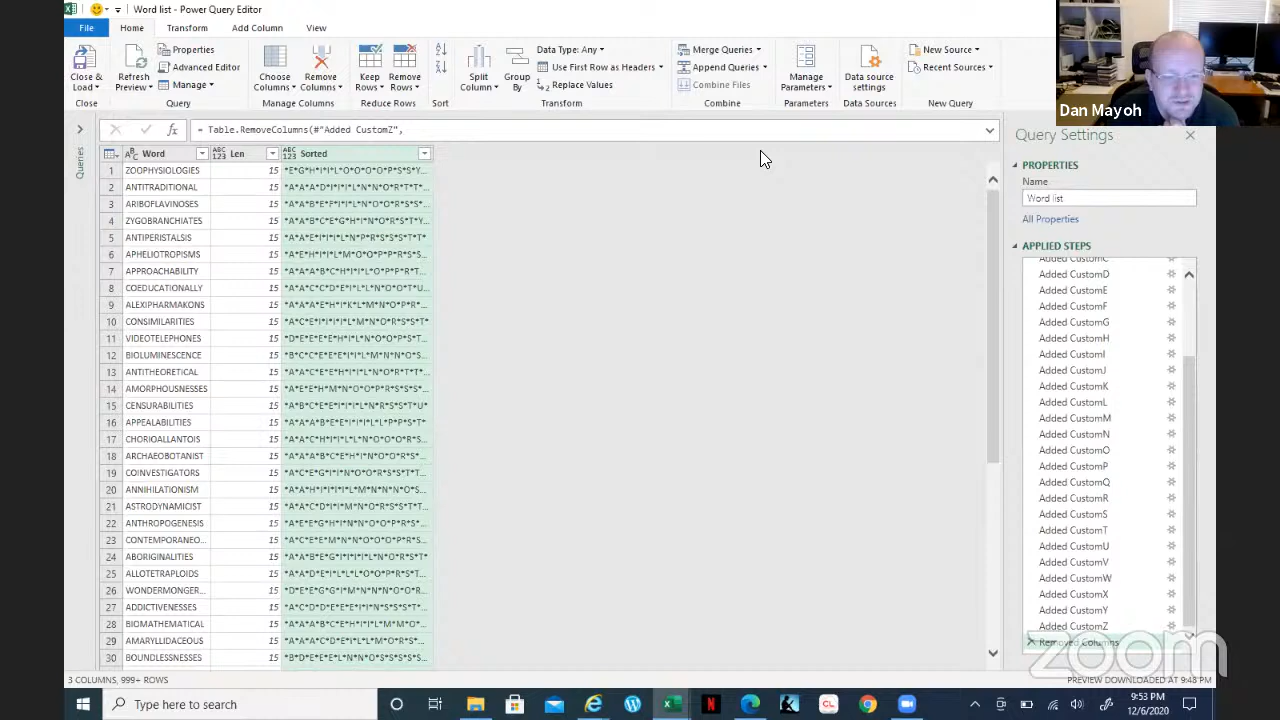 Word list - Power Query Editor
File Home Transform Add Column View
Close & Load
Refresh Preview
Properties
Advanced Editor
Manage
Choose Columns
Remove Columns
Keep Rows
Remove Rows
Split Column
Group By
Data Type: Any
Use First Row as Headers
Replace Values
Merge Queries
Append Queries
Combine Files
Manage Parameters
Data source settings
New Source
Recent Sources
Close Query Manage Columns Reduce Rows Sort Transform Combine Parameters Data Sources New Query
Dan Mayoh
= Table.RemoveColumns(#"Added CustomZ",
Queries
Word Len Sorted
1 ZOOPHYSIOLOGIES 15
2 ANTITRADITIONAL 15
3 ARIBOFLAVINOSES 15
4 ZYGOBRANCHIATES 15
5 ANTIPERISTALSIS 15
6 APHELIOTROPISMS 15
7 APPROACHABILITY 15
8 COEDUCATIONALLY 15
9 ALEXIPHARMAKONS 15
10 CONSIMILARITIES 15
11 VIDEOTELEPHONES 15
12 BIOLUMINESCENCE 15
13 ANTITHEORETICAL 15
14 AMORPHOUSNESSES 15
15 CENSURABILITIES 15
16 APPEALABILITIES 15
17 CHORIOALLANTOIS 15
18 ARCHAEOBOTANIST 15
19 COINVESTIGATORS 15
20 ANNIHILATIONISM 15
21 ASTRODYNAMICIST 15
22 ANTHROPOGENESIS 15
23 CONTEMPORANEO... 15
24 ABORIGINALITIES 15
25 ALLOTETRAPLOIDS 15
26 WONDERMONGER... 15
27 ADDICTIVENESSES 15
28 BIOMATHEMATICAL 15
29 AMARYLLIDACEOUS 15
30 BOUNDLESSNESSES 15
Query Settings
PROPERTIES
Name
Word list
All Properties
APPLIED STEPS
Added CustomC
Added CustomD
Added CustomE
Added CustomF
Added CustomG
Added CustomH
Added CustomI
Added CustomJ
Added CustomK
Added CustomL
Added CustomM
Added CustomN
Added CustomO
Added CustomP
Added CustomQ
Added CustomR
Added CustomS
Added CustomT
Added CustomU
Added CustomV
Added CustomW
Added CustomX
Added CustomY
Added CustomZ
Removed Columns
zoom
3 COLUMNS, 999+ ROWS
PREVIEW DOWNLOADED AT 9:48 PM
Type here to search
9:53 PM
12/6/2020